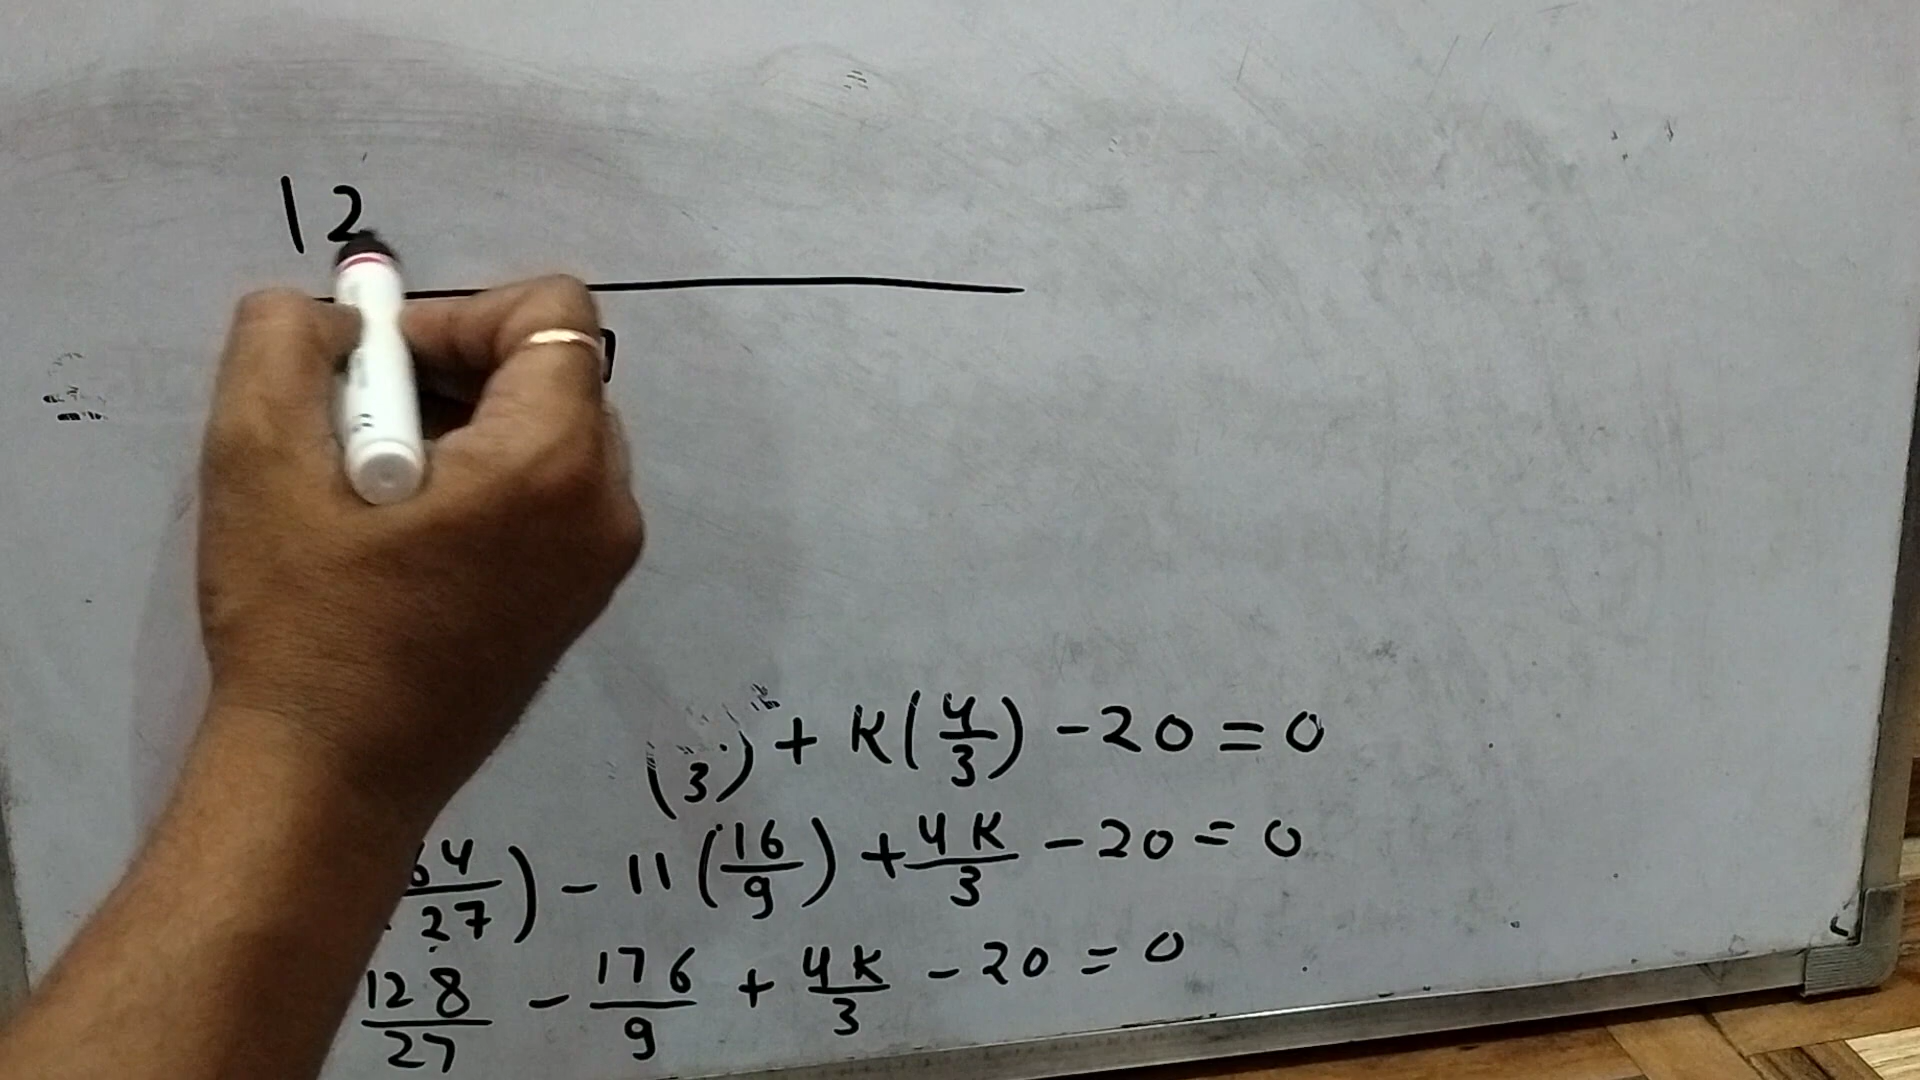 12
7
(3) + K(4/3) - 20 = 0
64/27) - 11(16/9) + 4K/3 - 20 = 0
128/27 - 176/9 + 4K/3 - 20 = 0